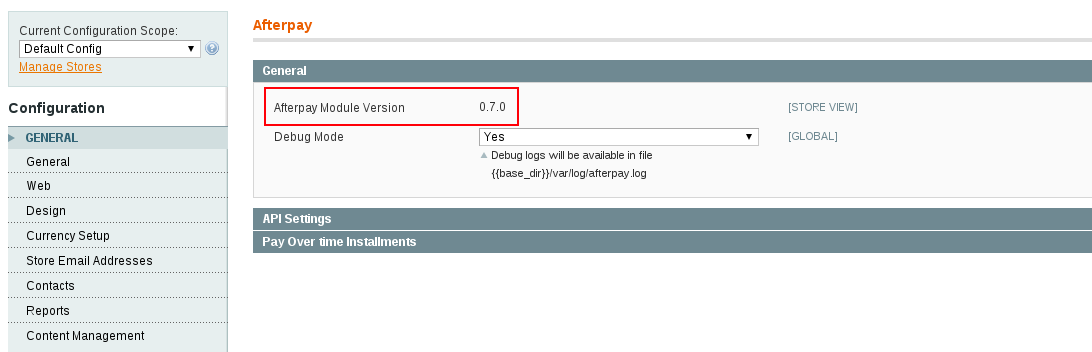 Current Configuration Scope:
Default Config
Manage Stores
Configuration
GENERAL
General
Web
Design
Currency Setup
Store Email Addresses
Contacts
Reports
Content Management
Afterpay
General
Afterpay Module Version 0.7.0 [STORE VIEW]
Debug Mode Yes [GLOBAL]
Debug logs will be available in file
{{base_dir}}/var/log/afterpay.log
API Settings
Pay Over time Installments